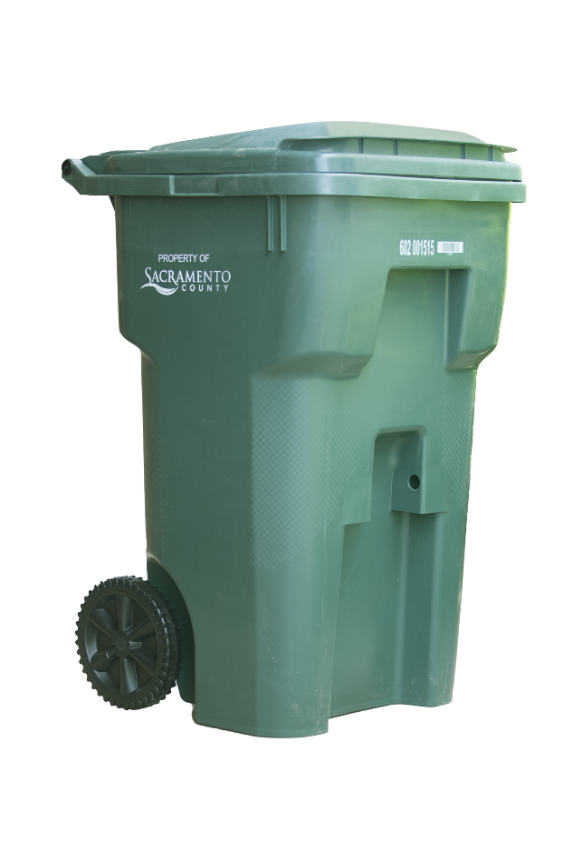 PROPERTY OF
SACRAMENTO
COUNTY
602 001515